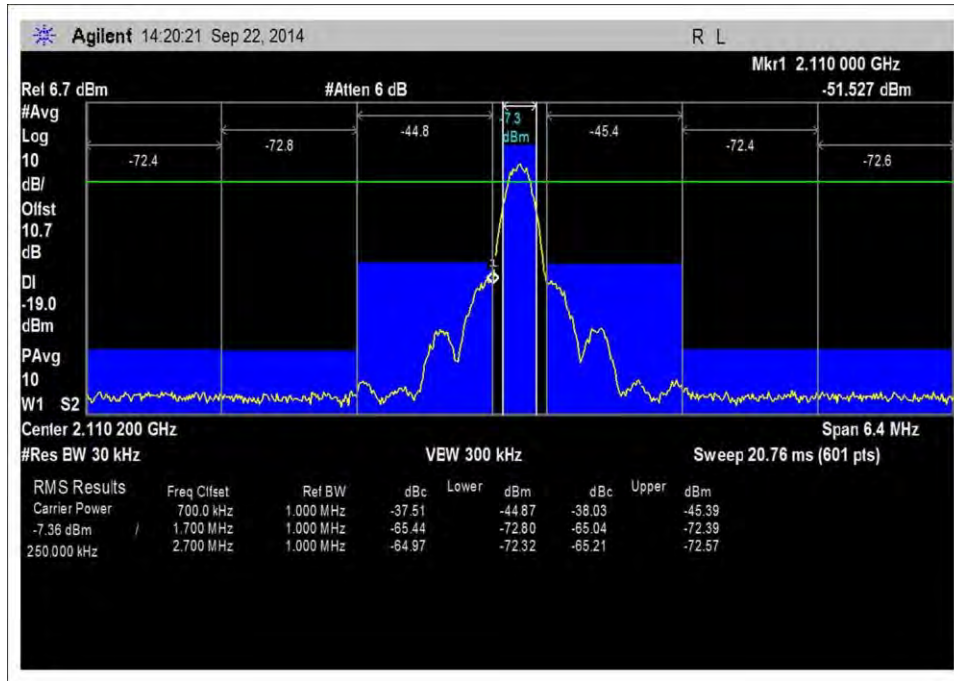 Agilent 14:20:21 Sep 22, 2014 R L
Mkr1 2.110 000 GHz
Rel 6.7 dBm #Atten 6 dB -51.527 dBm
#Avg
Log
10
dB/
Offst
10.7
dB
DI
-19.0
dBm
PAvg
10
W1 S2
-72.4 -72.8 -44.8 -7.3 dBm -45.4 -72.4 -72.6
1
Center 2.110 200 GHz Span 6.4 MHz
#Res BW 30 kHz VBW 300 kHz Sweep 20.76 ms (601 pts)
RMS Results Freq Offset Ref BW dBc Lower dBm dBc Upper dBm
Carrier Power 700.0 kHz 1.000 MHz -37.51 -44.87 -38.03 -45.39
-7.36 dBm / 1.700 MHz 1.000 MHz -65.44 -72.80 -65.04 -72.39
250.000 kHz 2.700 MHz 1.000 MHz -64.97 -72.32 -65.21 -72.57